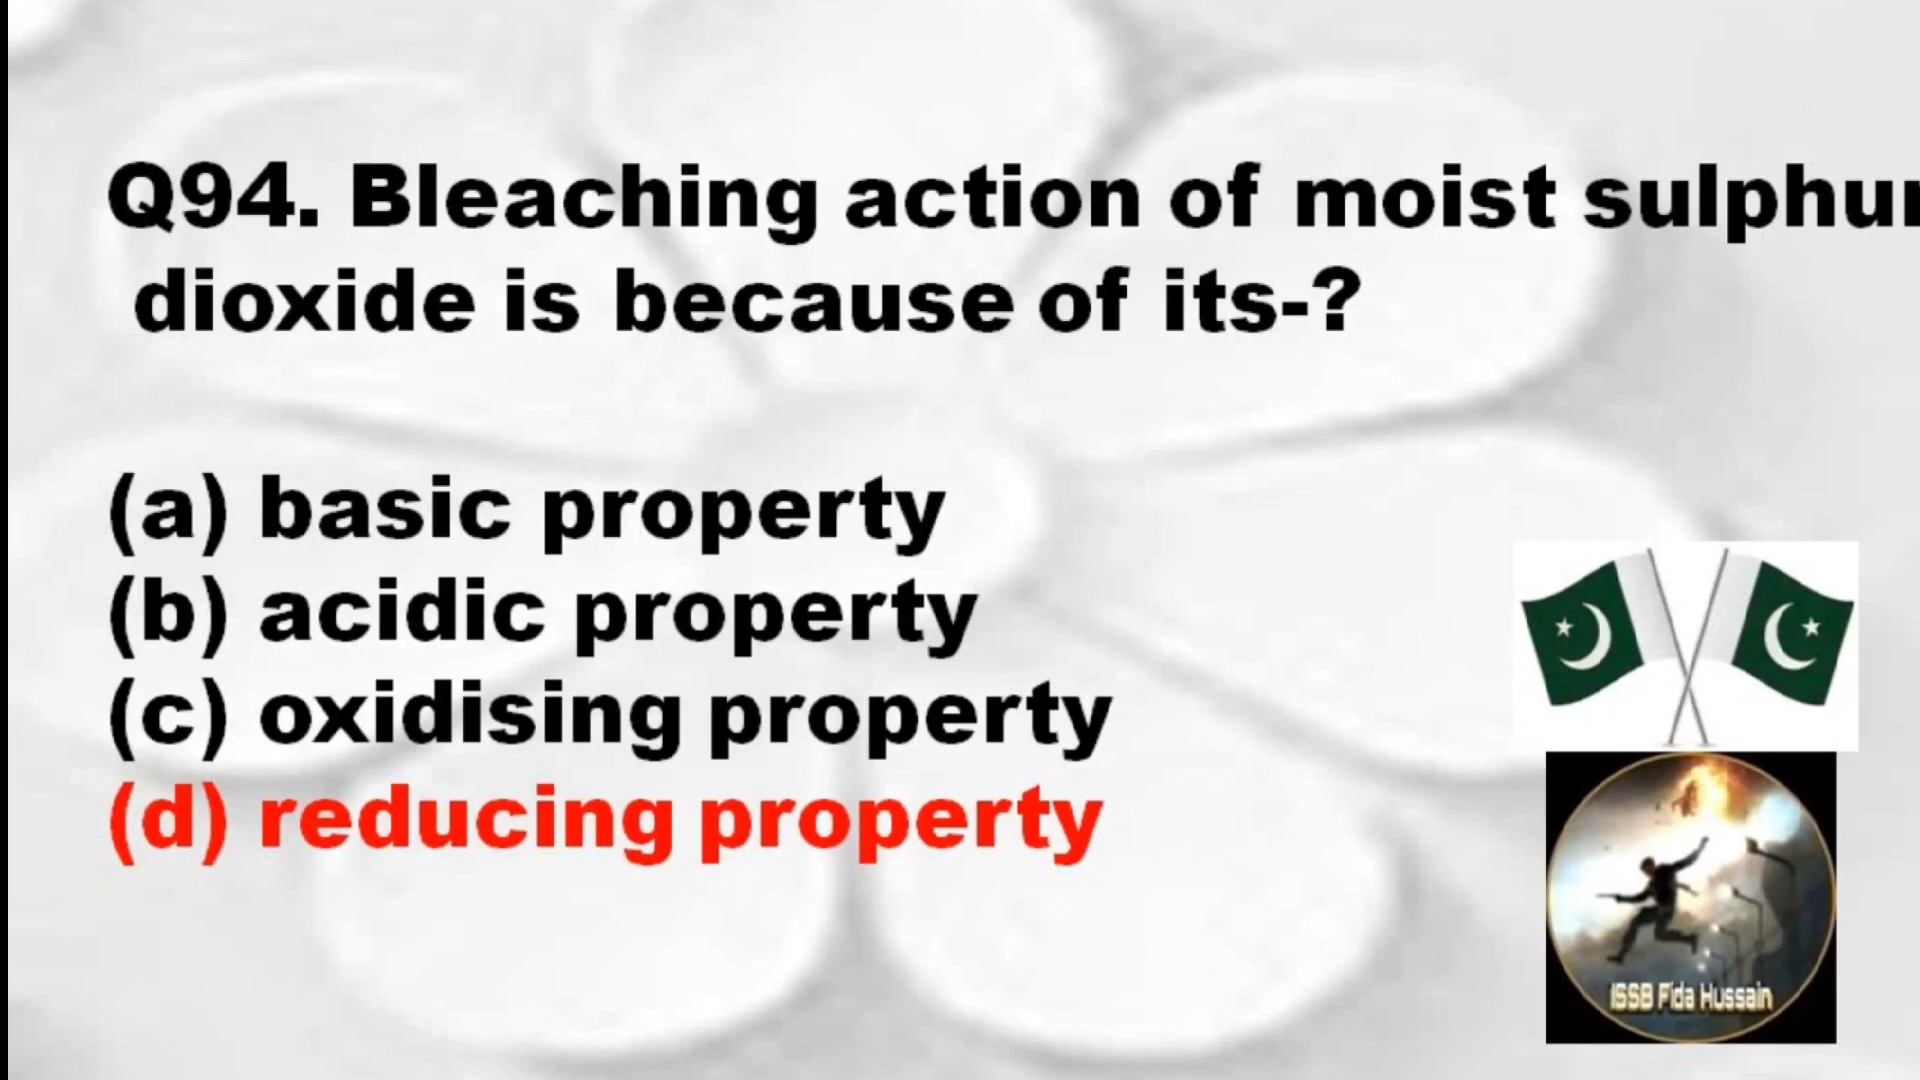 Q94. Bleaching action of moist sulphur
dioxide is because of its-?
(a) basic property
(b) acidic property
(c) oxidising property
(d) reducing property
ISSB Fida Hussain